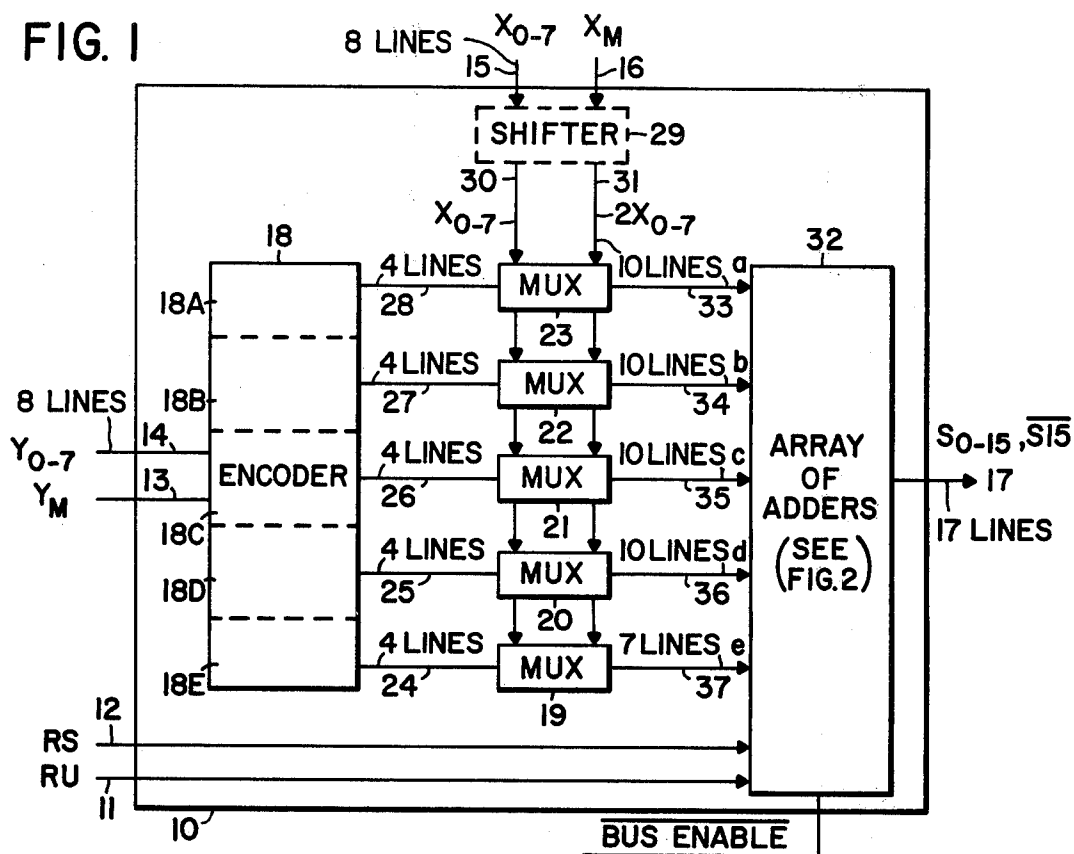 FIG. 1
8 LINES X0-7 XM
15 16
SHIFTER 29
30 31
X0-7 2X0-7
18 32
18A 4 LINES MUX 10 LINES a
28 23 33
18B 4 LINES MUX 10 LINES b
27 22 34
8 LINES
Y0-7 14
ENCODER 4 LINES MUX 10 LINES c
26 21 35
YM 13
18C
ARRAY
OF
ADDERS
(SEE
FIG.2)
S0-15, S̅1̅5̅
17
17 LINES
18D 4 LINES MUX 10 LINES d
25 20 36
18E 4 LINES MUX 7 LINES e
24 19 37
12
RS
RU
11
10
B̅U̅S̅ ̅E̅N̅A̅B̅L̅E̅